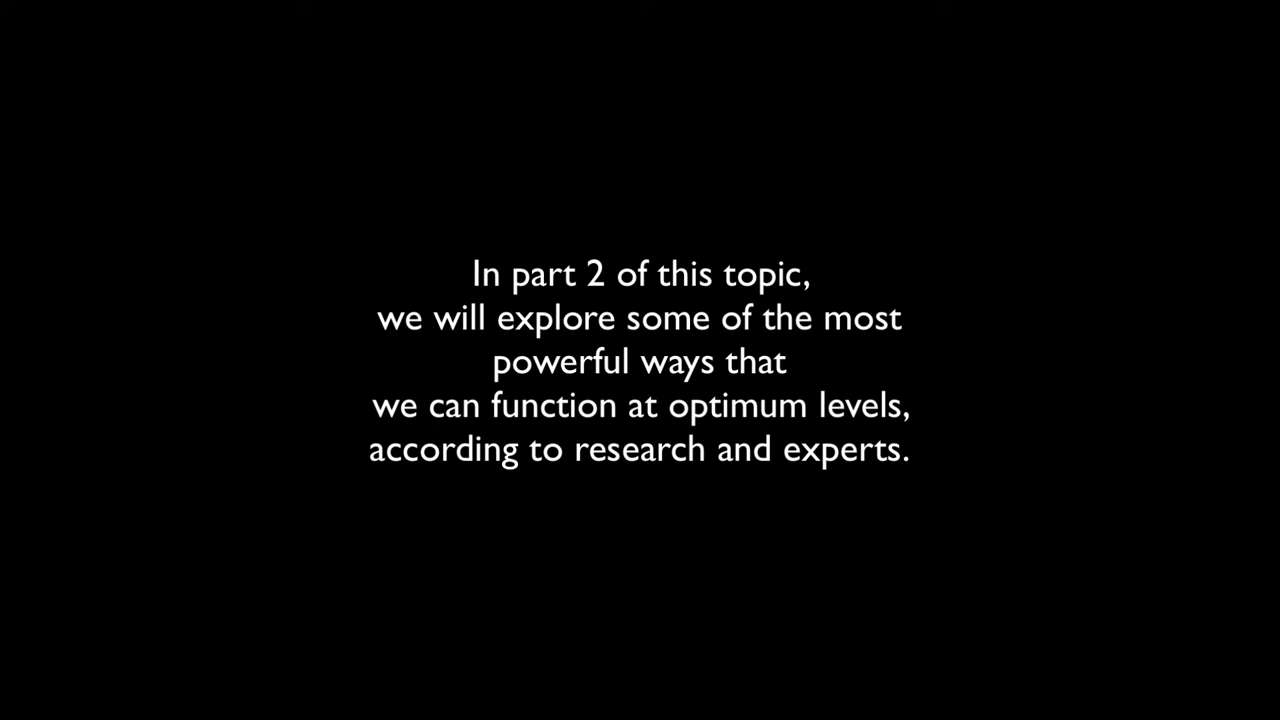 In part 2 of this topic,
we will explore some of the most
powerful ways that
we can function at optimum levels,
according to research and experts.